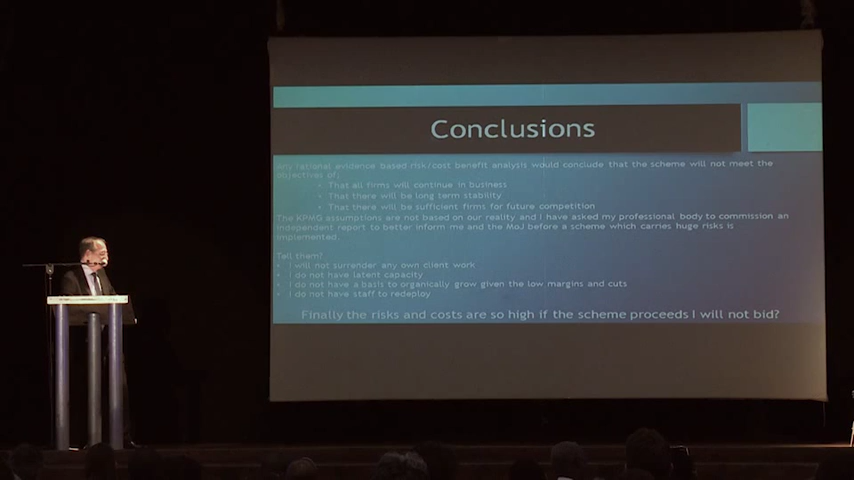 Conclusions
Any rational evidence based risk/cost benefit analysis would conclude that the scheme will not meet the
objectives of:
• That all firms will continue in business
• That there will be long term stability
• That there will be sufficient firms for future competition
The KPMG assumptions are not based on our reality and I have asked my professional body to commission an
independent report to better inform me and the MoJ before a scheme which carries huge risks is
implemented.
Tell them?
• I will not surrender any own client work
• I do not have latent capacity
• I do not have a basis to organically grow given the low margins and cuts
• I do not have staff to redeploy
Finally the risks and costs are so high if the scheme proceeds I will not bid?